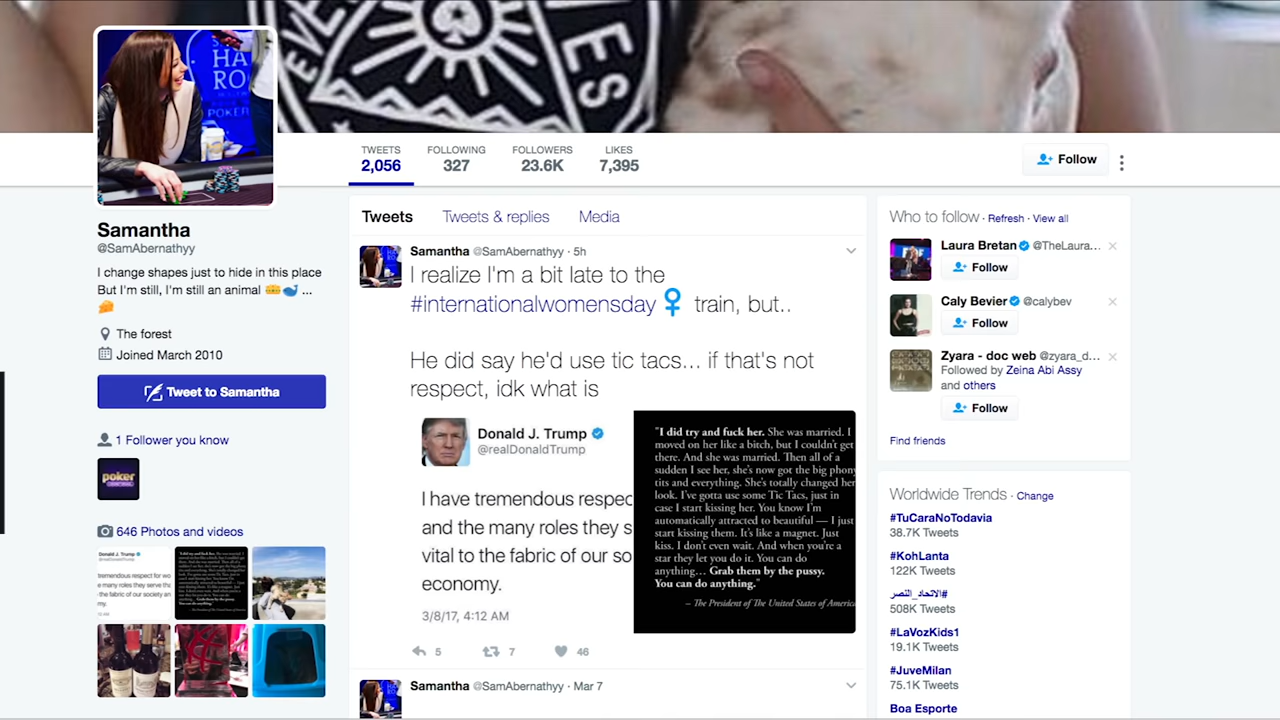 EVE
NES
HA
RO
POKER
TWEETS
2,056
FOLLOWING
327
FOLLOWERS
23.6K
LIKES
7,395
Follow
Samantha
@SamAbernathyy
I change shapes just to hide in this place
But I'm still, I'm still an animal 🍔🐋 ...
🧀
The forest
Joined March 2010
Tweet to Samantha
1 Follower you know
poker
646 Photos and videos
Tweets
Tweets & replies
Media
Samantha @SamAbernathyy · 5h
I realize I'm a bit late to the
#internationalwomensday ♀ train, but..
He did say he'd use tic tacs... if that's not
respect, idk what is
Donald J. Trump
@realDonaldTrump
I have tremendous respec
and the many roles they s
vital to the fabric of our so
economy.
3/8/17, 4:12 AM
"I did try and fuck her. She was married. I
moved on her like a bitch, but I couldn't get
there. And she was married. Then all of a
sudden I see her, she's now got the big phony
tits and everything. She's totally changed her
look. I've gotta use some Tic Tacs, just in
case I start kissing her. You know I'm
automatically attracted to beautiful — I just
start kissing them. It's like a magnet. Just
kiss. I don't even wait. And when you're a
star they let you do it. You can do
anything... Grab them by the pussy.
You can do anything."
– The President of The United States of America
5
7
46
Samantha @SamAbernathyy · Mar 7
Who to follow · Refresh · View all
Laura Bretan @TheLaura...
Follow
Caly Bevier @calybev
Follow
Zyara - doc web @zyara_d...
Followed by Zeina Abi Assy
and others
Follow
Find friends
Worldwide Trends · Change
#TuCaraNoTodavia
38.7K Tweets
#KohLanta
122K Tweets
#الاتحاد_النصر
508K Tweets
#LaVozKids1
19.1K Tweets
#JuveMilan
75.1K Tweets
Boa Esporte